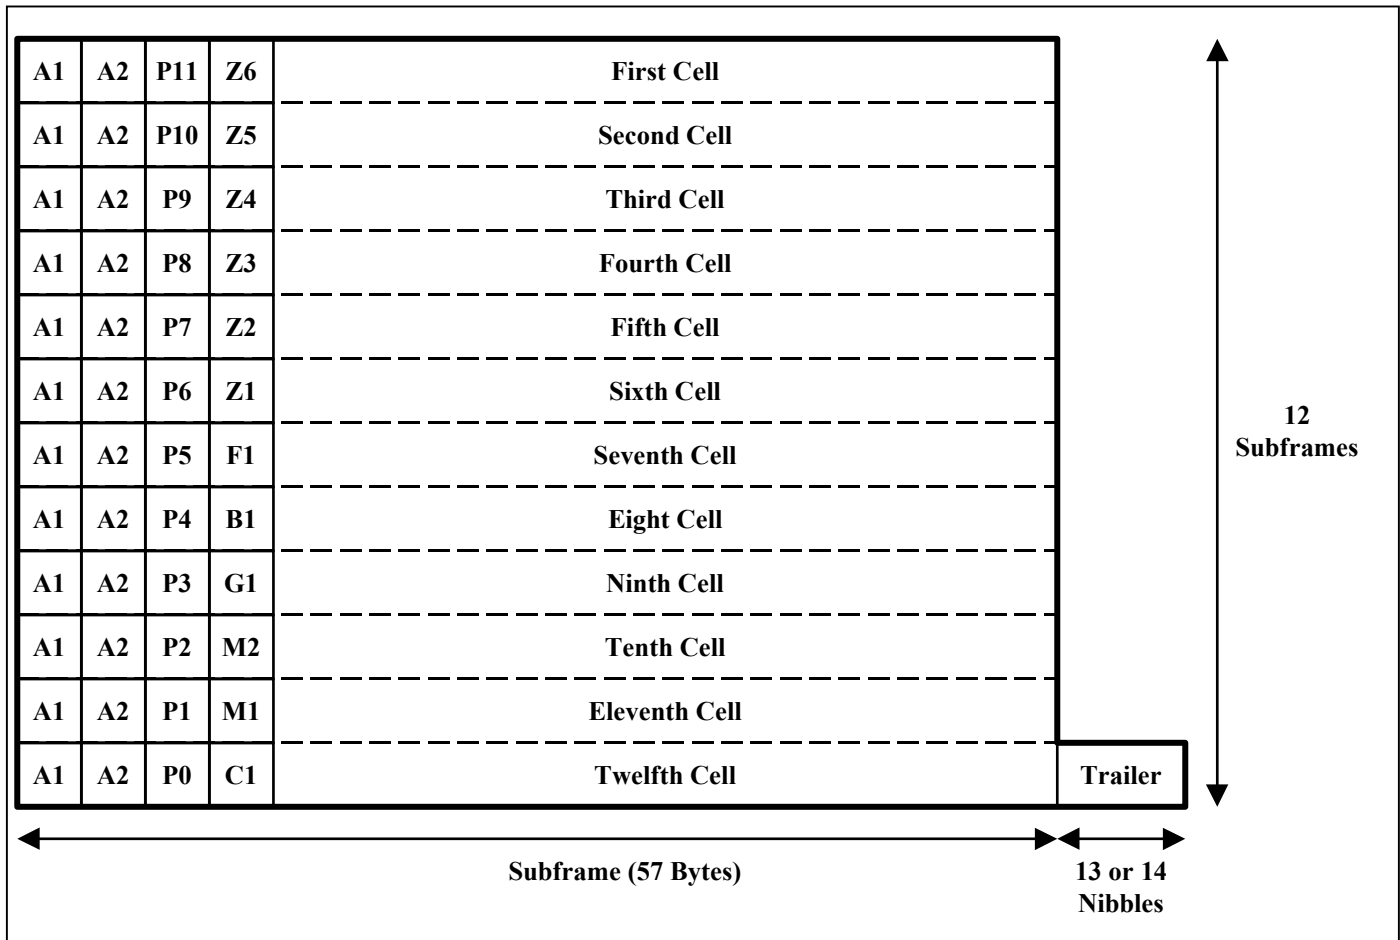 A1 A2 P11 Z6 First Cell
A1 A2 P10 Z5 Second Cell
A1 A2 P9 Z4 Third Cell
A1 A2 P8 Z3 Fourth Cell
A1 A2 P7 Z2 Fifth Cell
A1 A2 P6 Z1 Sixth Cell
12
Subframes
A1 A2 P5 F1 Seventh Cell
A1 A2 P4 B1 Eight Cell
A1 A2 P3 G1 Ninth Cell
A1 A2 P2 M2 Tenth Cell
A1 A2 P1 M1 Eleventh Cell
A1 A2 P0 C1 Twelfth Cell Trailer
Subframe (57 Bytes)
13 or 14
Nibbles